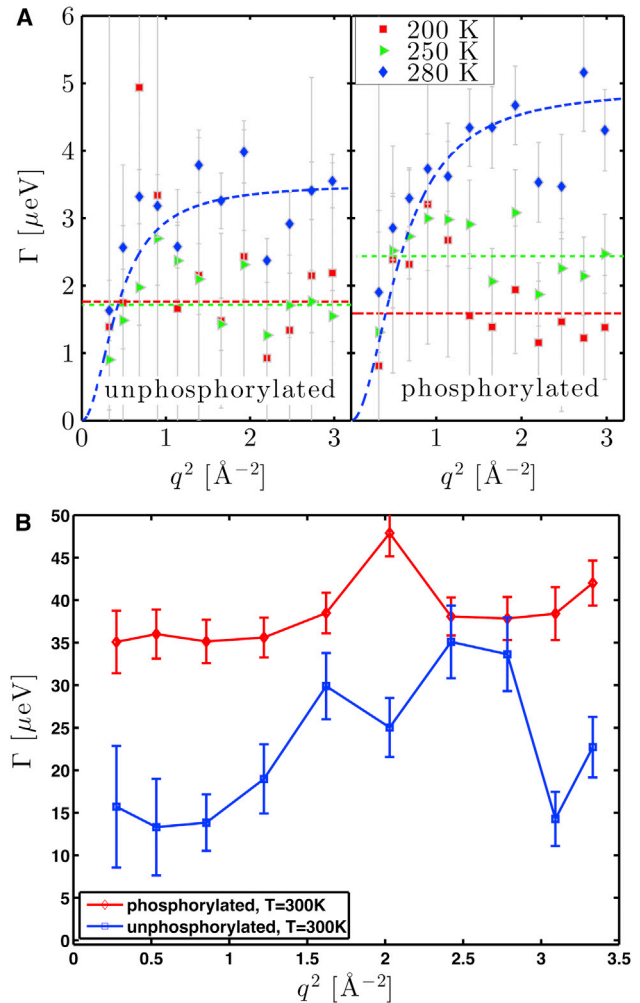 A
6
5
4
3
2
1
0
Γ [μeV]
200 K
250 K
280 K
unphosphorylated
phosphorylated
0 1 2 3 0 1 2 3
q² [Å⁻²] q² [Å⁻²]
B
50
45
40
35
30
25
20
15
10
5
0
Γ [μeV]
phosphorylated, T=300K
unphosphorylated, T=300K
0 0.5 1 1.5 2 2.5 3 3.5
q² [Å⁻²]